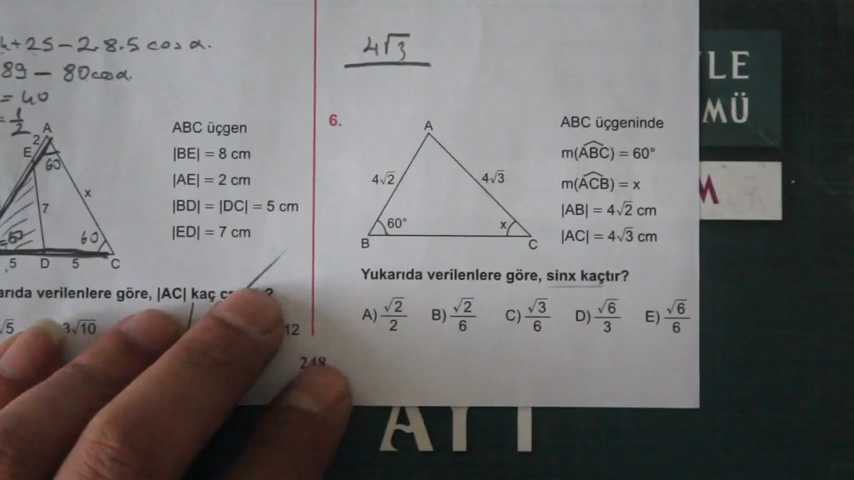 +25-2.8.5 cosα.
89-80cosα
=40
=1/2
ABC üçgen
|BE| = 8 cm
|AE| = 2 cm
|BD| = |DC| = 5 cm
|ED| = 7 cm
A
2
E
60
x
7
60
60
5
D
5
C
verilenlere göre, |AC| kaç
√5
3√10
12
248
4√3
6.
A
4√2
4√3
60°
x
B
C
ABC üçgeninde
m(ABC) = 60°
m(ACB) = x
|AB| = 4√2 cm
|AC| = 4√3 cm
Yukarıda verilenlere göre, sinx kaçtır?
A) √2/2 B) √2/6 C) √3/6 D) √6/3 E) √6/6
LE
MÜ
M
AYT